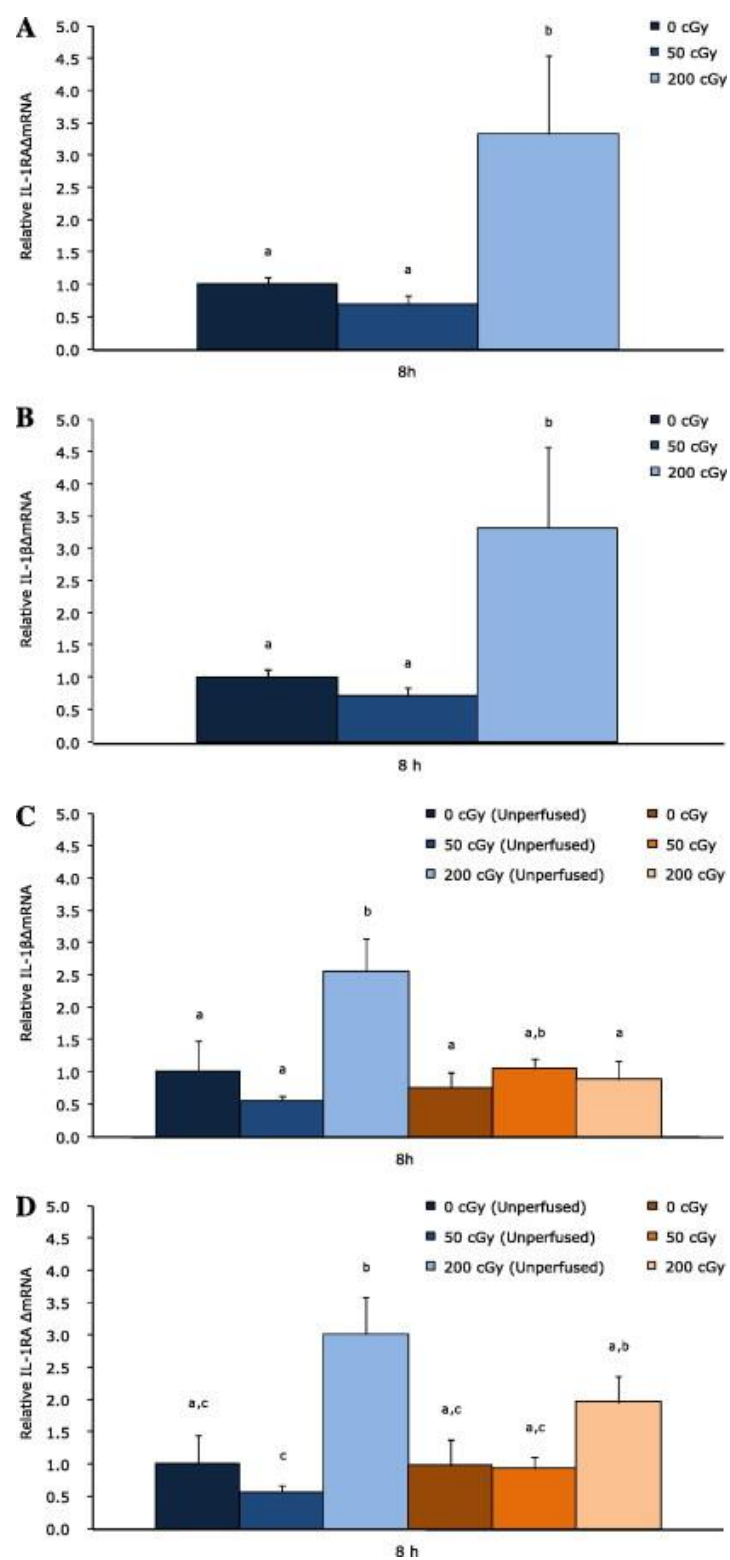 A
Relative IL-1RAΔmRNA
5.0
4.5
4.0
3.5
3.0
2.5
2.0
1.5
1.0
0.5
0.0
a
a
b
0 cGy
50 cGy
200 cGy
8h
B
Relative IL-1βΔmRNA
5.0
4.5
4.0
3.5
3.0
2.5
2.0
1.5
1.0
0.5
0.0
a
a
b
0 cGy
50 cGy
200 cGy
8 h
C
Relative IL-1βΔmRNA
5.0
4.5
4.0
3.5
3.0
2.5
2.0
1.5
1.0
0.5
0.0
0 cGy (Unperfused)
50 cGy (Unperfused)
200 cGy (Unperfused)
0 cGy
50 cGy
200 cGy
a
a
b
a
a,b
a
8h
D
Relative IL-1RA ΔmRNA
5.0
4.5
4.0
3.5
3.0
2.5
2.0
1.5
1.0
0.5
0.0
0 cGy (Unperfused)
50 cGy (Unperfused)
200 cGy (Unperfused)
0 cGy
50 cGy
200 cGy
a,c
c
b
a,c
a,c
a,b
8 h